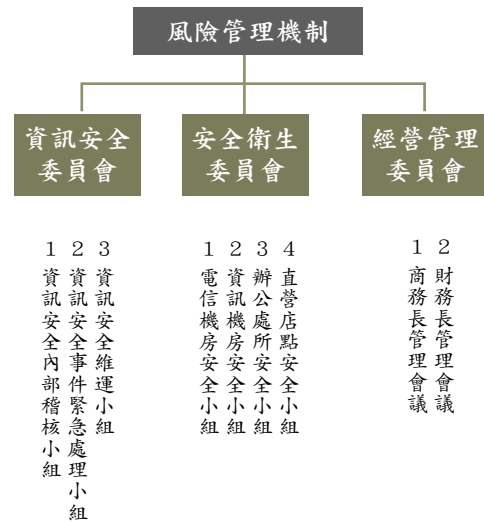 風險管理機制
資訊安全
委員會
安全衛生
委員會
經營管理
委員會
1 資訊安全內部稽核小組
2 資訊安全事件緊急處理小組
3 資訊安全維運小組
1 電信機房安全小組
2 資訊機房安全小組
3 辦公處所安全小組
4 直營店點安全小組
1 商務長管理會議
2 財務長管理會議